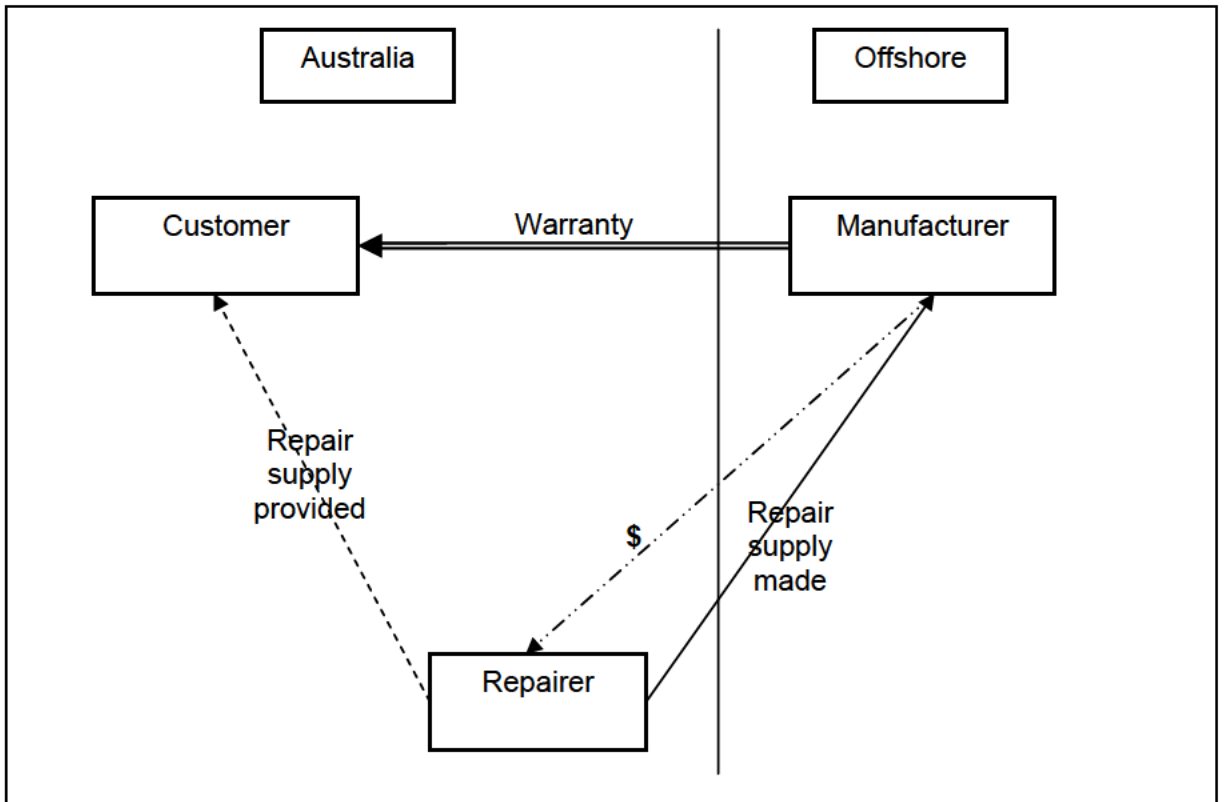 Australia
Offshore
Customer
Warranty
Manufacturer
Repair
supply
provided
$
Repair
supply
made
Repairer